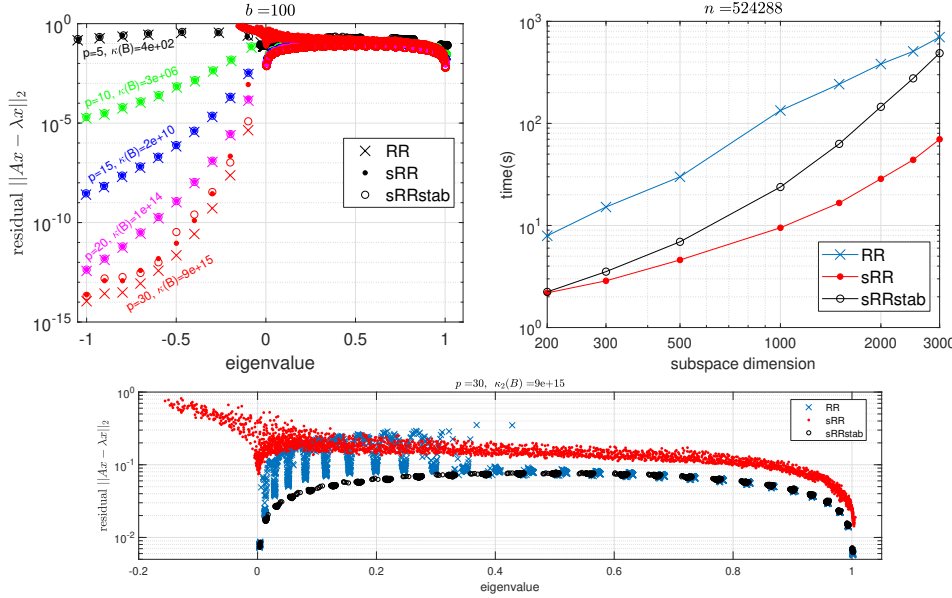 b = 100
10^0
10^-5
10^-10
10^-15
residual ||Ax − λx||_2
p=5, κ(B)=4e+02
p=10, κ(B)=3e+06
p=15, κ(B)=2e+10
p=20, κ(B)=1e+14
p=30, κ(B)=9e+15
RR
sRR
sRRstab
-1
-0.5
0
0.5
1
eigenvalue
n = 524288
10^3
10^2
10^1
10^0
time(s)
RR
sRR
sRRstab
200
300
500
1000
2000
3000
subspace dimension
p = 30, κ_2(B) = 9e+15
10^0
10^-1
10^-2
residual ||Ax − λx||_2
RR
sRR
sRRstab
-0.2
0
0.2
0.4
0.6
0.8
1
eigenvalue